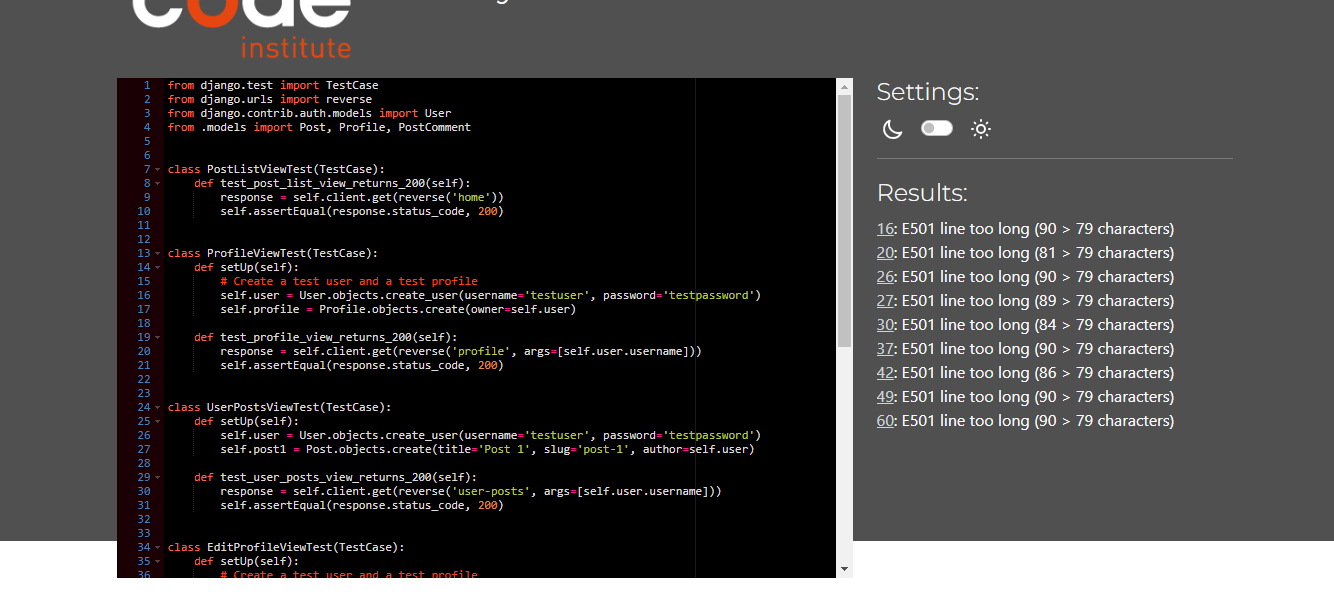 code
institute
1 from django.test import TestCase
2 from django.urls import reverse
3 from django.contrib.auth.models import User
4 from .models import Post, Profile, PostComment
5
6
7 class PostListViewTest(TestCase):
8     def test_post_list_view_returns_200(self):
9         response = self.client.get(reverse('home'))
10         self.assertEqual(response.status_code, 200)
11
12
13 class ProfileViewTest(TestCase):
14     def setUp(self):
15         # Create a test user and a test profile
16         self.user = User.objects.create_user(username='testuser', password='testpassword')
17         self.profile = Profile.objects.create(owner=self.user)
18
19     def test_profile_view_returns_200(self):
20         response = self.client.get(reverse('profile', args=[self.user.username]))
21         self.assertEqual(response.status_code, 200)
22
23
24 class UserPostsViewTest(TestCase):
25     def setUp(self):
26         self.user = User.objects.create_user(username='testuser', password='testpassword')
27         self.post1 = Post.objects.create(title='Post 1', slug='post-1', author=self.user)
28
29     def test_user_posts_view_returns_200(self):
30         response = self.client.get(reverse('user-posts', args=[self.user.username]))
31         self.assertEqual(response.status_code, 200)
32
33
34 class EditProfileViewTest(TestCase):
35     def setUp(self):
36         # Create a test user and a test profile
Settings:
Results:
16: E501 line too long (90 > 79 characters)
20: E501 line too long (81 > 79 characters)
26: E501 line too long (90 > 79 characters)
27: E501 line too long (89 > 79 characters)
30: E501 line too long (84 > 79 characters)
37: E501 line too long (90 > 79 characters)
42: E501 line too long (86 > 79 characters)
49: E501 line too long (90 > 79 characters)
60: E501 line too long (90 > 79 characters)